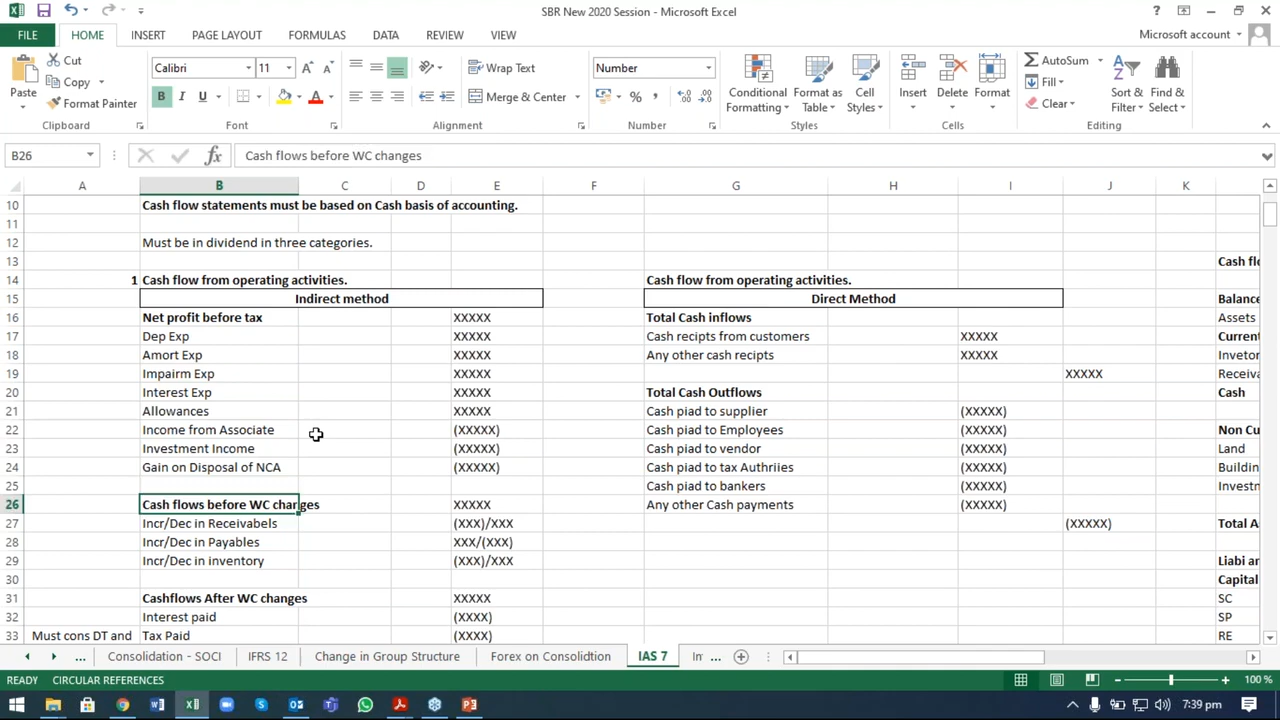 SBR New 2020 Session - Microsoft Excel
FILE HOME INSERT PAGE LAYOUT FORMULAS DATA REVIEW VIEW Microsoft account
Cut
Copy
Format Painter
Paste
Clipboard
Calibri 11
B I U
Font
Wrap Text
Merge & Center
Alignment
Number
Number
Conditional Formatting
Format as Table
Cell Styles
Styles
Insert Delete Format
Cells
AutoSum
Fill
Clear
Sort & Filter
Find & Select
Editing
B26 fx Cash flows before WC changes
A B C D E F G H I J K
10 Cash flow statements must be based on Cash basis of accounting.
11
12 Must be in dividend in three categories.
13 Cash flo
14 1 Cash flow from operating activities. Cash flow from operating activities.
15 Indirect method Direct Method Balance
16 Net profit before tax XXXXX Total Cash inflows Assets
17 Dep Exp XXXXX Cash recipts from customers XXXXX Curren
18 Amort Exp XXXXX Any other cash recipts XXXXX Invetor
19 Impairm Exp XXXXX XXXXX Receiva
20 Interest Exp XXXXX Total Cash Outflows Cash
21 Allowances XXXXX Cash piad to supplier (XXXXX)
22 Income from Associate (XXXXX) Cash piad to Employees (XXXXX) Non Cu
23 Investment Income (XXXXX) Cash piad to vendor (XXXXX) Land
24 Gain on Disposal of NCA (XXXXX) Cash piad to tax Authriies (XXXXX) Buildin
25 Cash piad to bankers (XXXXX) Investn
26 Cash flows before WC changes XXXXX Any other Cash payments (XXXXX)
27 Incr/Dec in Receivabels (XXX)/XXX (XXXXX) Total A
28 Incr/Dec in Payables XXX/(XXX)
29 Incr/Dec in inventory (XXX)/XXX Liabi ar
30 Capital
31 Cashflows After WC changes XXXXX SC
32 Interest paid (XXXX) SP
33 Must cons DT and Tax Paid (XXXX) RE
... Consolidation - SOCI IFRS 12 Change in Group Structure Forex on Consolidtion IAS 7 In ...
READY CIRCULAR REFERENCES 100 %
7:39 pm